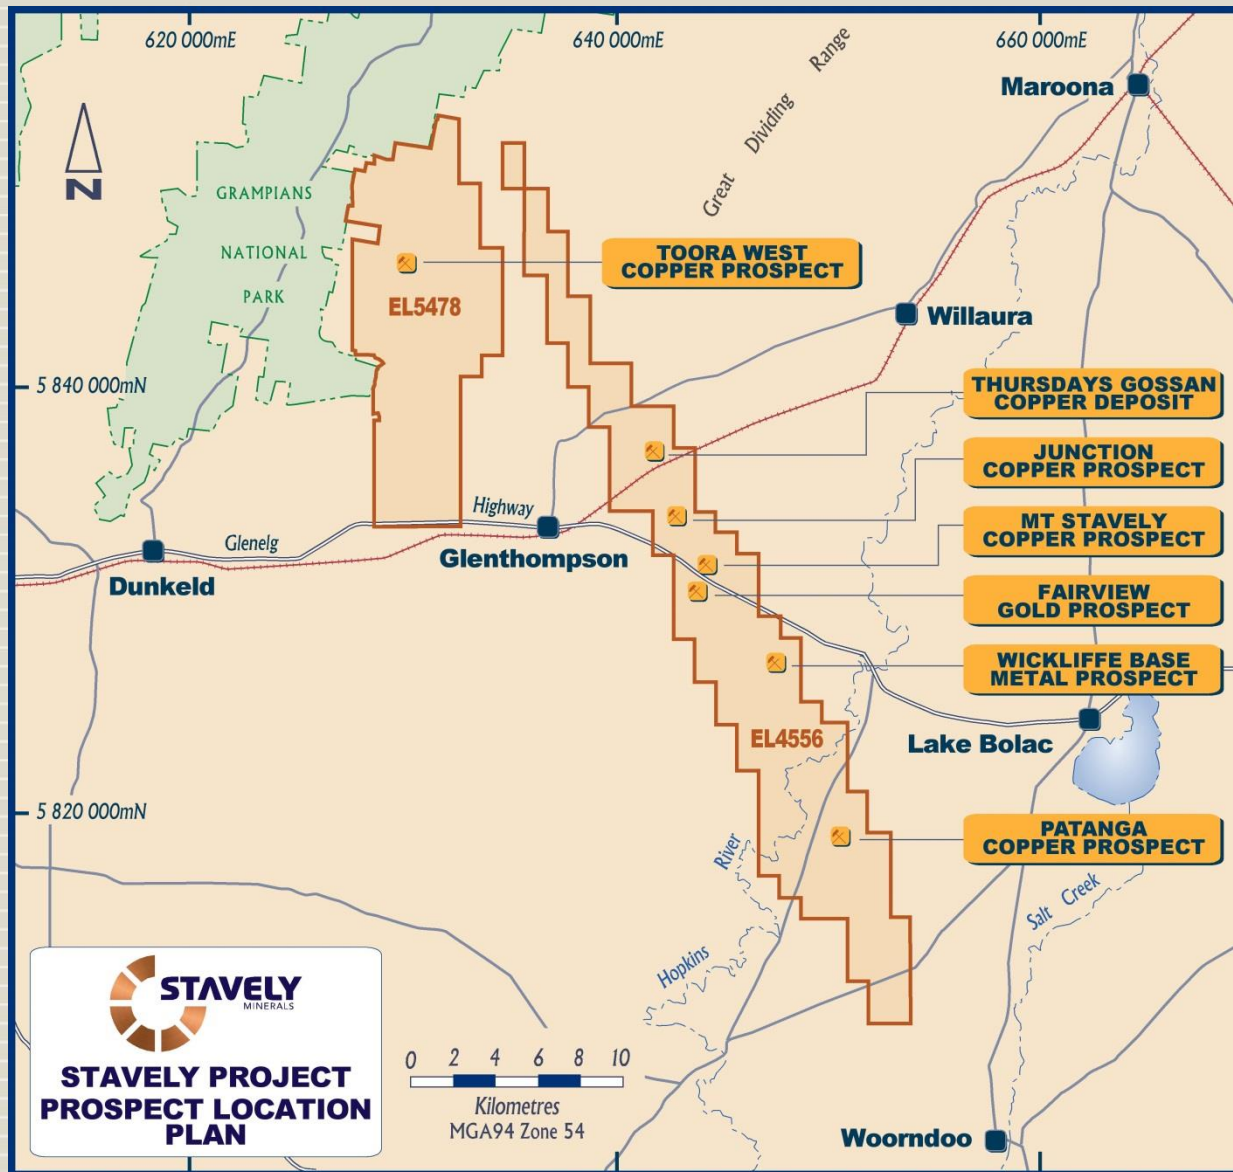 620 000mE
640 000mE
660 000mE
Great Dividing Range
Maroona
N
GRAMPIANS
NATIONAL
PARK
TOORA WEST
COPPER PROSPECT
EL5478
Willaura
5 840 000mN
THURSDAYS GOSSAN
COPPER DEPOSIT
JUNCTION
COPPER PROSPECT
Glenelg Highway
MT STAVELY
COPPER PROSPECT
Glenthompson
Dunkeld
FAIRVIEW
GOLD PROSPECT
WICKLIFFE BASE
METAL PROSPECT
EL4556
Lake Bolac
5 820 000mN
PATANGA
COPPER PROSPECT
Hopkins River
Salt Creek
STAVELY
MINERALS
STAVELY PROJECT
PROSPECT LOCATION
PLAN
0 2 4 6 8 10
Kilometres
MGA94 Zone 54
Woorndoo